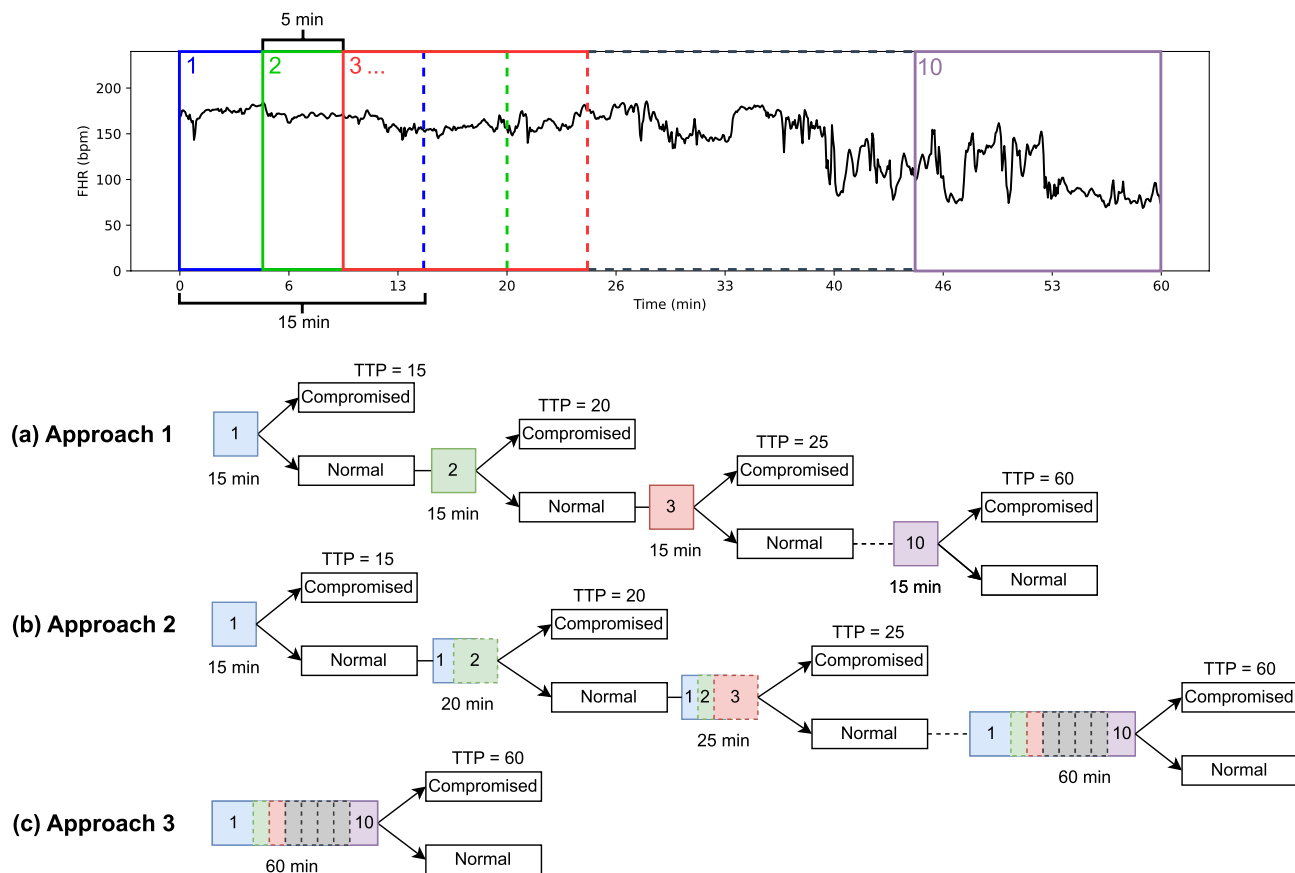 5 min
1
2
3 ...
10
FHR (bpm)
200
150
100
50
0
0 6 13 20 26 33 40 46 53 60
Time (min)
15 min
(a) Approach 1
1
15 min
TTP = 15
Compromised
Normal
2
15 min
TTP = 20
Compromised
Normal
3
15 min
TTP = 25
Compromised
Normal
10
15 min
TTP = 60
Compromised
Normal
(b) Approach 2
1
15 min
TTP = 15
Compromised
Normal
1 2
20 min
TTP = 20
Compromised
Normal
1 2 3
25 min
TTP = 25
Compromised
Normal
1 10
60 min
TTP = 60
Compromised
Normal
(c) Approach 3
1 10
60 min
TTP = 60
Compromised
Normal